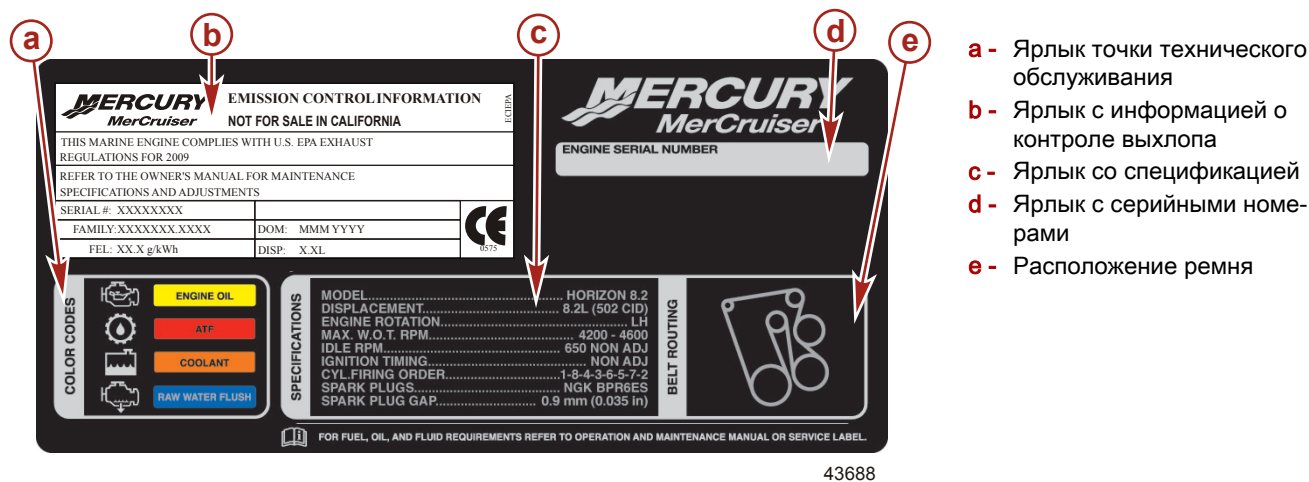 a
b
c
d
e
MERCURY
MerCruiser
EMISSION CONTROL INFORMATION
NOT FOR SALE IN CALIFORNIA
ECIEPA
THIS MARINE ENGINE COMPLIES WITH U.S. EPA EXHAUST
REGULATIONS FOR 2009
REFER TO THE OWNER'S MANUAL FOR MAINTENANCE
SPECIFICATIONS AND ADJUSTMENTS
SERIAL #: XXXXXXXX
FAMILY:XXXXXXX.XXXX
DOM: MMM YYYY
FEL: XX.X g/kWh
DISP: X.XL
CE
0575
MERCURY
MerCruiser
ENGINE SERIAL NUMBER
COLOR CODES
ENGINE OIL
ATF
COOLANT
RAW WATER FLUSH
SPECIFICATIONS
MODEL................................ HORIZON 8.2
DISPLACEMENT...................... 8.2L (502 CID)
ENGINE ROTATION............................... LH
MAX. W.O.T. RPM........................ 4200 - 4600
IDLE RPM............................ 650 NON ADJ
IGNITION TIMING........................ NON ADJ
CYL.FIRING ORDER...................1-8-4-3-6-5-7-2
SPARK PLUGS........................ NGK BPR6ES
SPARK PLUG GAP................ 0.9 mm (0.035 in)
BELT ROUTING
FOR FUEL, OIL, AND FLUID REQUIREMENTS REFER TO OPERATION AND MAINTENANCE MANUAL OR SERVICE LABEL.
43688
a - Ярлык точки технического
обслуживания
b - Ярлык с информацией о
контроле выхлопа
c - Ярлык со спецификацией
d - Ярлык с серийными номе-
рами
e - Расположение ремня